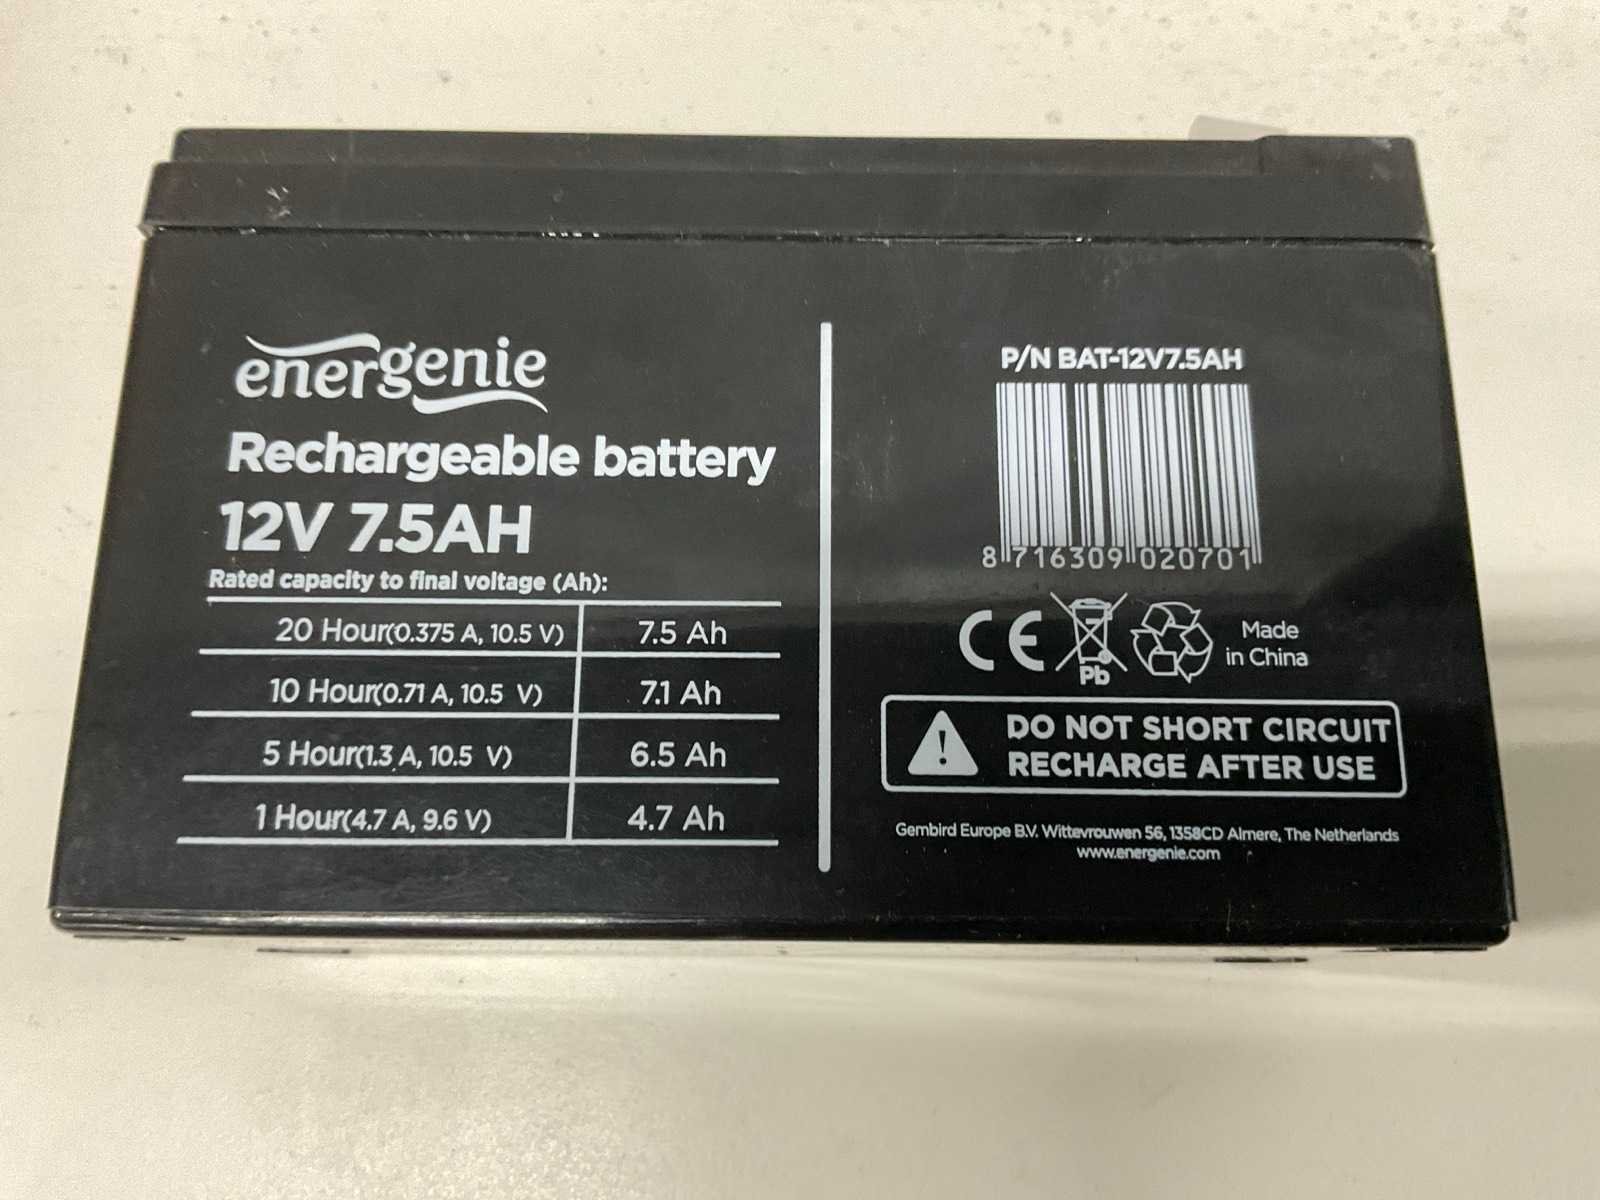 energenie
Rechargeable battery
12V 7.5AH
Rated capacity to final voltage (Ah):
20 Hour(0.375 A, 10.5 V) 7.5 Ah
10 Hour(0.71 A, 10.5 V) 7.1 Ah
5 Hour(1.3 A, 10.5 V) 6.5 Ah
1 Hour(4.7 A, 9.6 V) 4.7 Ah
P/N BAT-12V7.5AH
8 716309 020701
CE
Pb
Made
in China
DO NOT SHORT CIRCUIT
RECHARGE AFTER USE
Gembird Europe B.V. Wittevrouwen 56, 1358CD Almere, The Netherlands
www.energenie.com